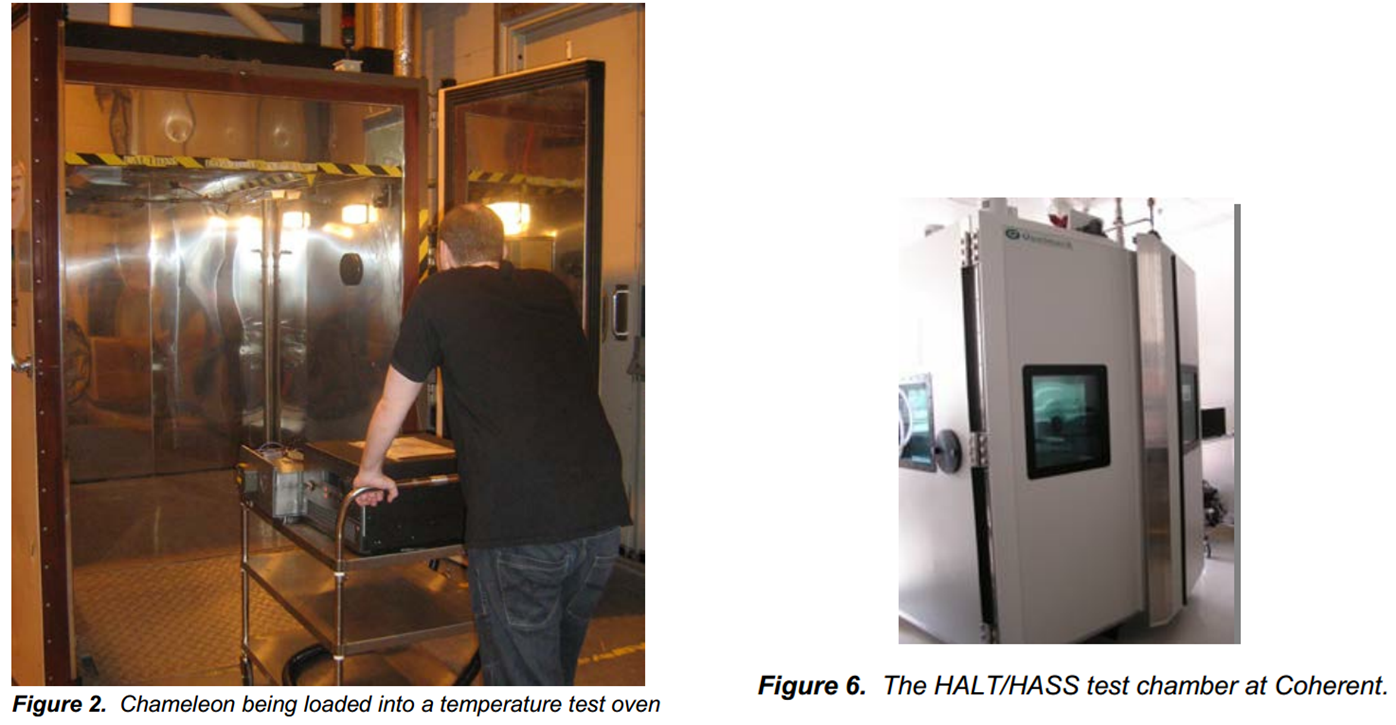 Figure 2. Chameleon being loaded into a temperature test oven
Figure 6. The HALT/HASS test chamber at Coherent.